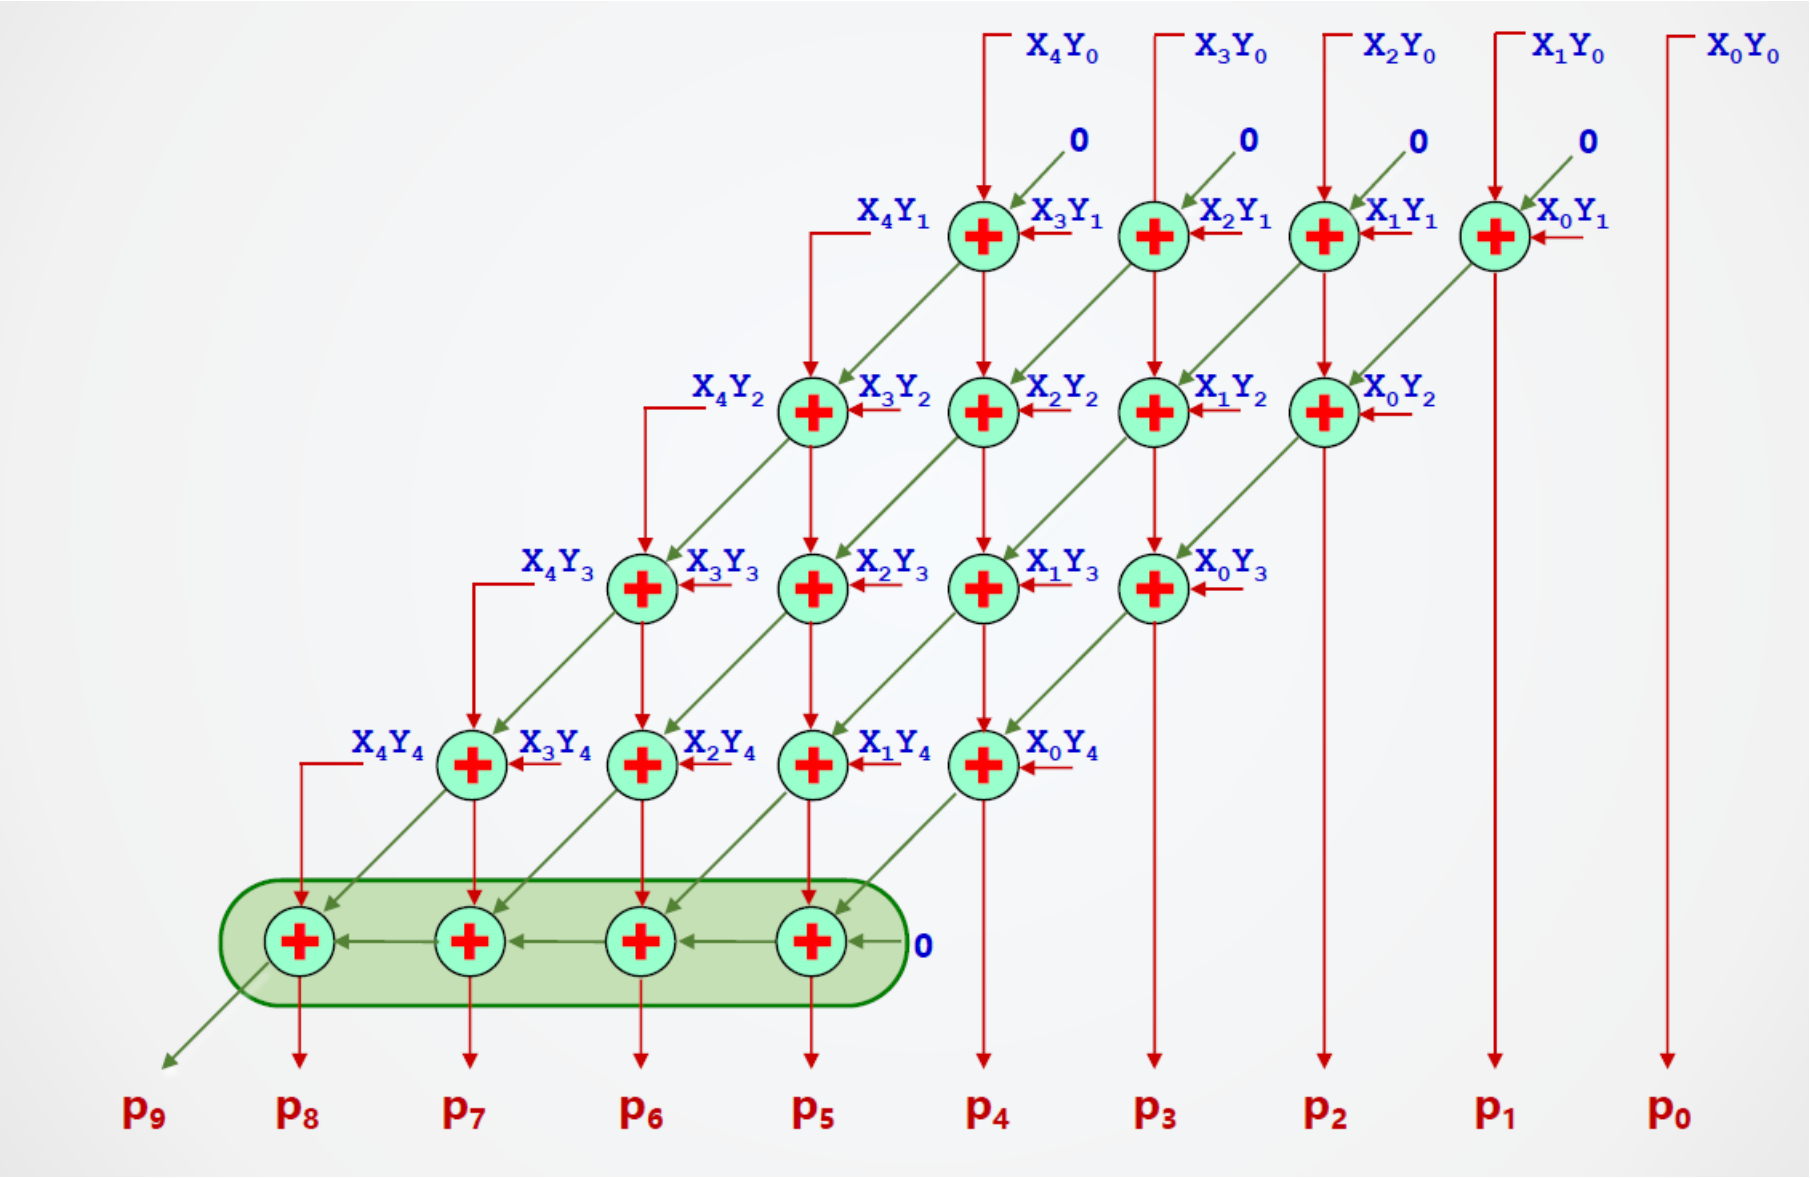 X₄Y₀ X₃Y₀ X₂Y₀ X₁Y₀ X₀Y₀
0 0 0 0
X₄Y₁ X₃Y₁ X₂Y₁ X₁Y₁ X₀Y₁
X₄Y₂ X₃Y₂ X₂Y₂ X₁Y₂ X₀Y₂
X₄Y₃ X₃Y₃ X₂Y₃ X₁Y₃ X₀Y₃
X₄Y₄ X₃Y₄ X₂Y₄ X₁Y₄ X₀Y₄
0
p₉ p₈ p₇ p₆ p₅ p₄ p₃ p₂ p₁ p₀